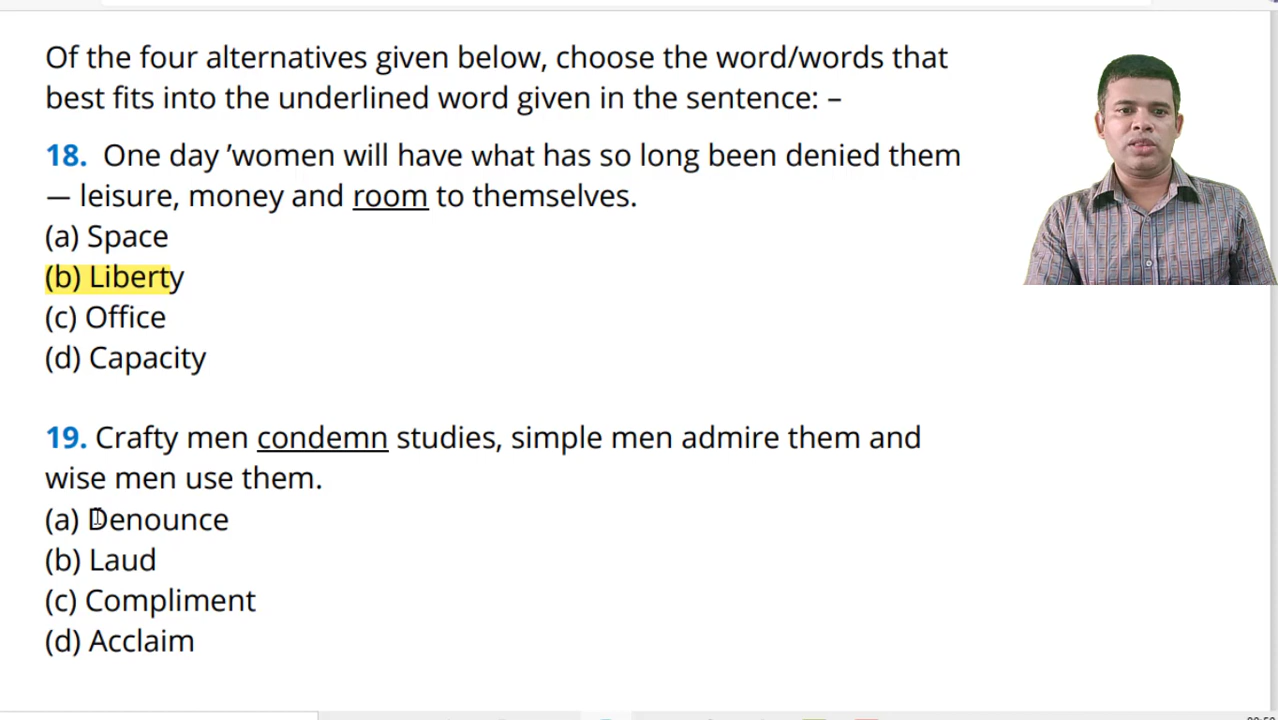 Of the four alternatives given below, choose the word/words that
best fits into the underlined word given in the sentence: –
18. One day ’women will have what has so long been denied them
— leisure, money and room to themselves.
(a) Space
(b) Liberty
(c) Office
(d) Capacity
19. Crafty men condemn studies, simple men admire them and
wise men use them.
(a) Denounce
(b) Laud
(c) Compliment
(d) Acclaim